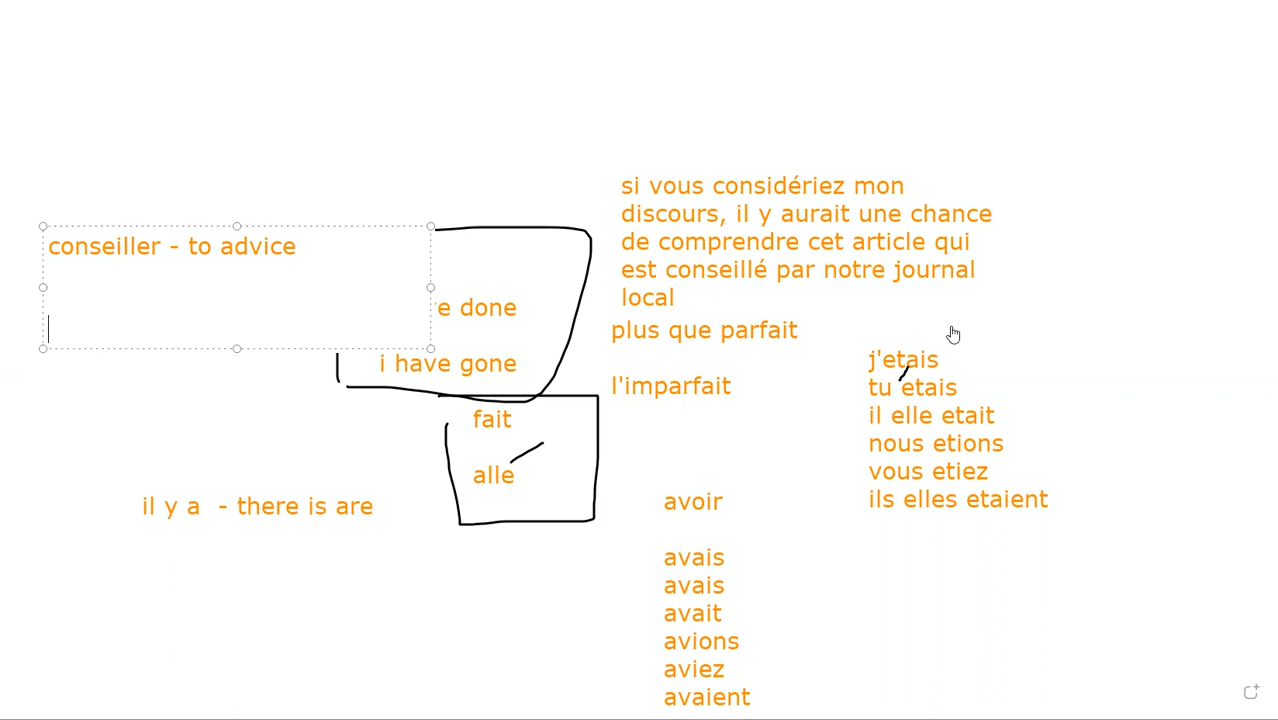 conseiller - to advice
e done
i have gone
fait
alle
il y a - there is are
si vous considériez mon
discours, il y aurait une chance
de comprendre cet article qui
est conseillé par notre journal
local
plus que parfait
l'imparfait
avoir
avais
avais
avait
avions
aviez
avaient
j'etais
tu etais
il elle etait
nous etions
vous etiez
ils elles etaient